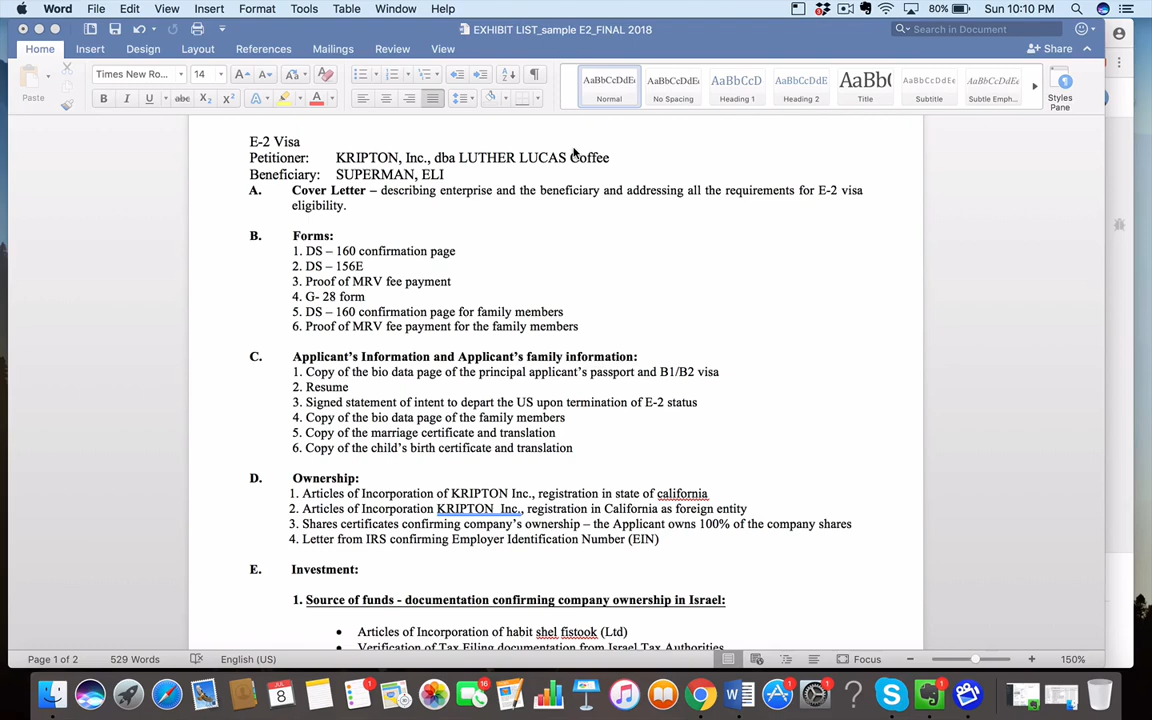 Word File Edit View Insert Format Tools Table Window Help 80% Sun 10:10 PM
EXHIBIT LIST_sample E2_FINAL 2018
Search in Document
Home Insert Design Layout References Mailings Review View
Share
Paste
Times New Ro... 14
AaBbCcDdEe AaBbCcDdEe AaBbCcD AaBbCcDdE AaBbC AaBbCcDdEe AaBbCcDdEe
Normal No Spacing Heading 1 Heading 2 Title Subtitle Subtle Emph...
Styles
Pane
E-2 Visa
Petitioner: KRIPTON, Inc., dba LUTHER LUCAS Coffee
Beneficiary: SUPERMAN, ELI
A. Cover Letter – describing enterprise and the beneficiary and addressing all the requirements for E-2 visa
eligibility.
B. Forms:
1. DS – 160 confirmation page
2. DS – 156E
3. Proof of MRV fee payment
4. G- 28 form
5. DS – 160 confirmation page for family members
6. Proof of MRV fee payment for the family members
C. Applicant's Information and Applicant's family information:
1. Copy of the bio data page of the principal applicant's passport and B1/B2 visa
2. Resume
3. Signed statement of intent to depart the US upon termination of E-2 status
4. Copy of the bio data page of the family members
5. Copy of the marriage certificate and translation
6. Copy of the child's birth certificate and translation
D. Ownership:
1. Articles of Incorporation of KRIPTON Inc., registration in state of california
2. Articles of Incorporation KRIPTON Inc., registration in California as foreign entity
3. Shares certificates confirming company's ownership – the Applicant owns 100% of the company shares
4. Letter from IRS confirming Employer Identification Number (EIN)
E. Investment:
1. Source of funds - documentation confirming company ownership in Israel:
• Articles of Incorporation of habit shel fistook (Ltd)
• Verification of Tax Filing documentation from Israel Tax Authorities
Page 1 of 2 529 Words English (US) Focus 150%